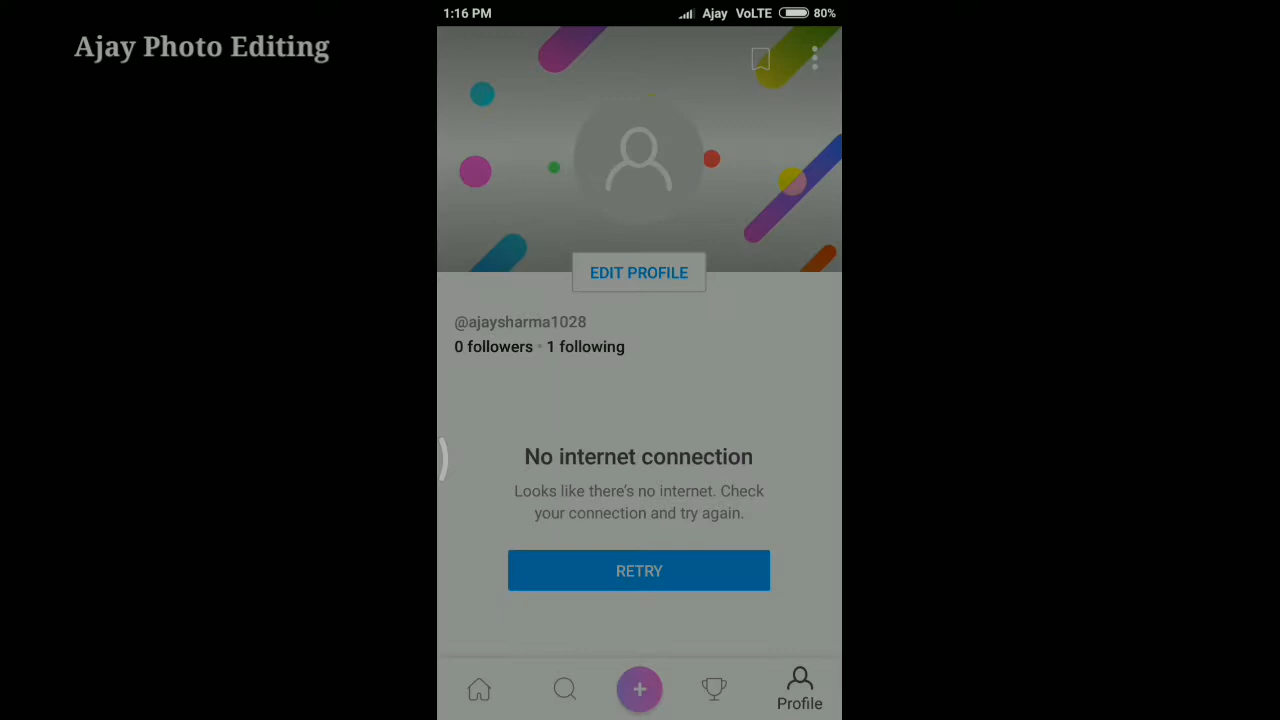 Ajay Photo Editing
1:16 PM Ajay VoLTE 80%
EDIT PROFILE
@ajaysharma1028
0 followers • 1 following
No internet connection
Looks like there's no internet. Check
your connection and try again.
RETRY
Profile